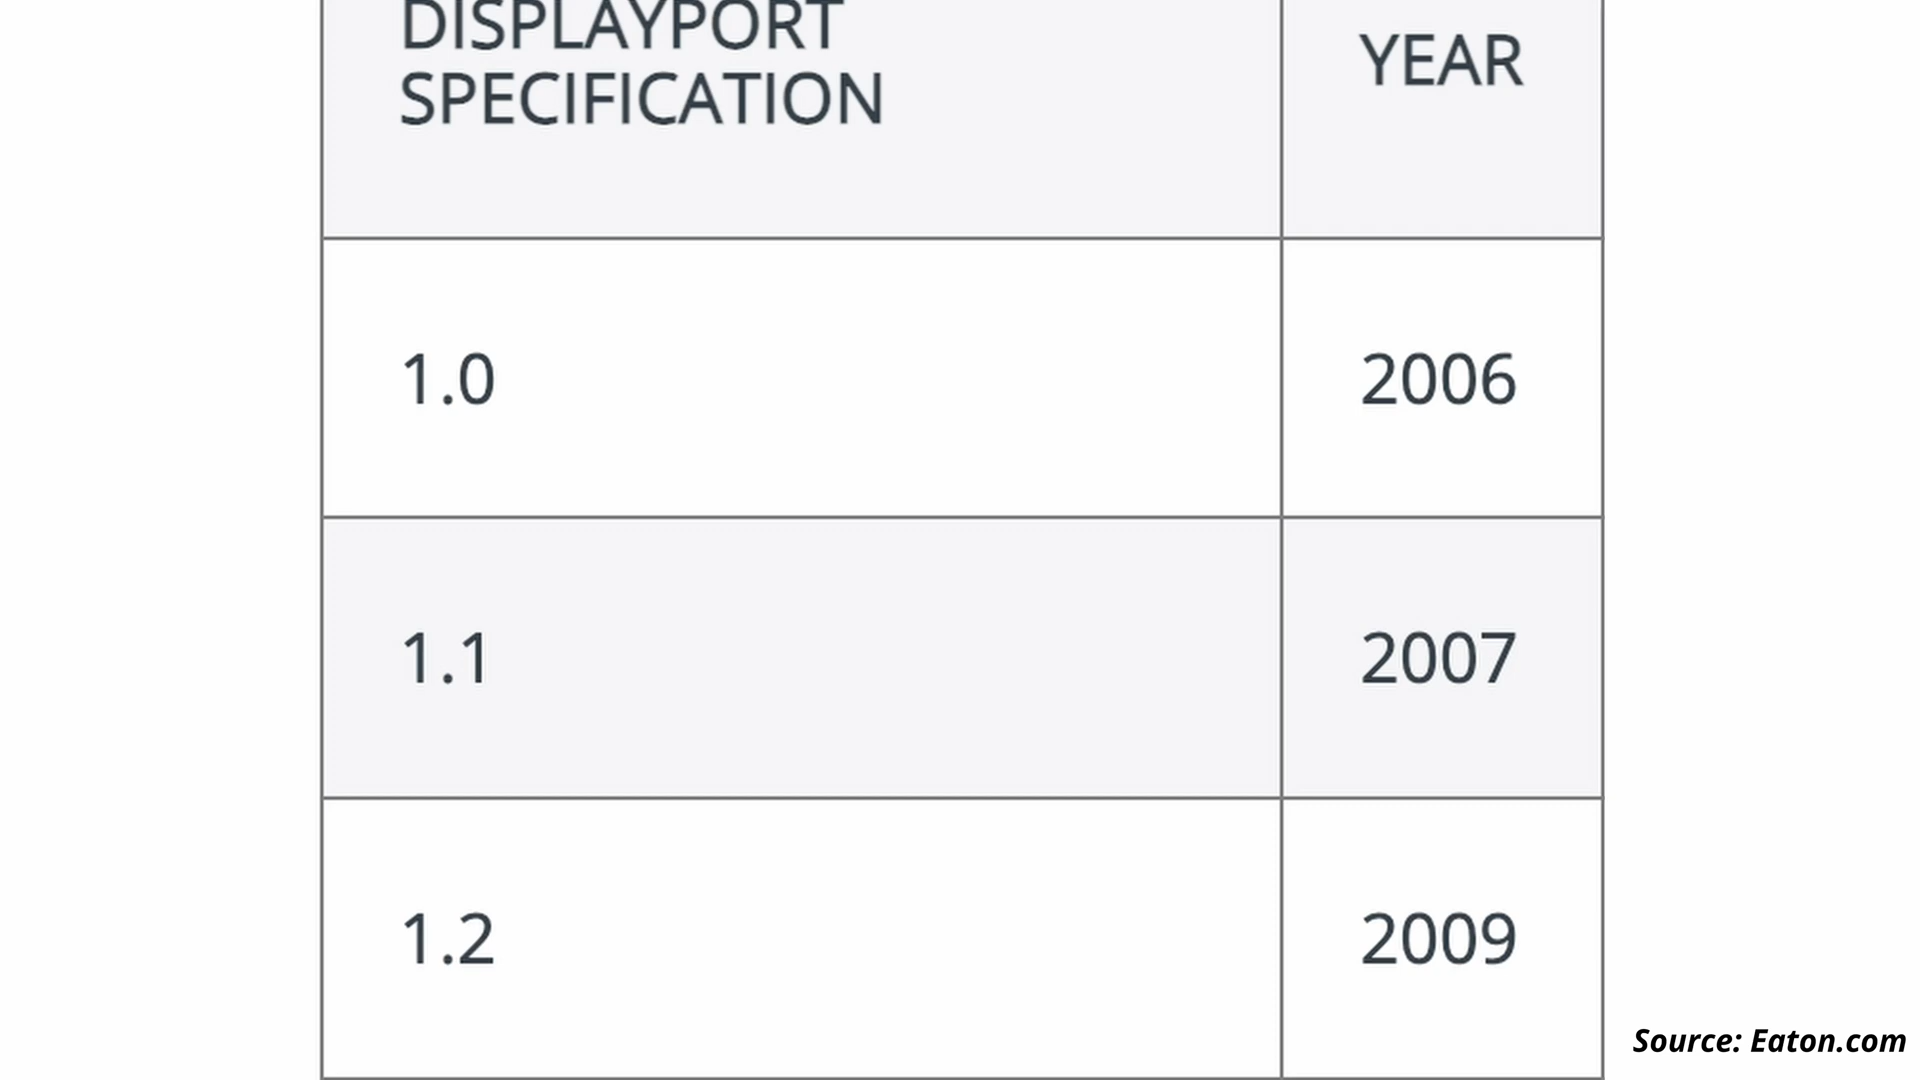 DISPLAYPORT
SPECIFICATION
YEAR
1.0
2006
1.1
2007
1.2
2009
Source: Eaton.com